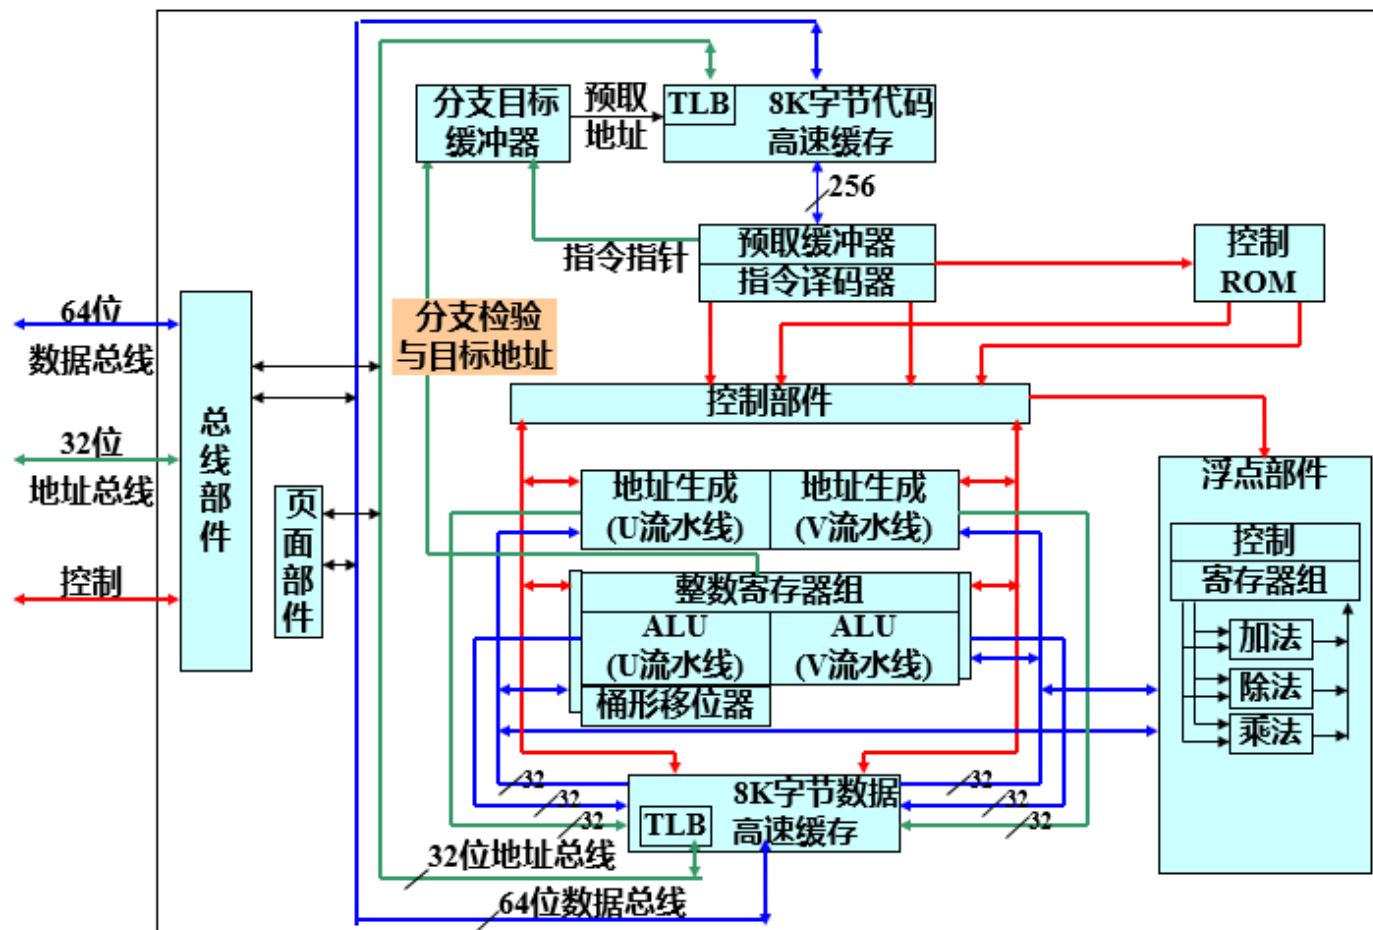 分支目标
缓冲器
预取
地址
TLB
8K字节代码
高速缓存
256
指令指针
预取缓冲器
指令译码器
控制
ROM
64位
数据总线
32位
地址总线
控制
总线部件
页面部件
分支检验
与目标地址
控制部件
地址生成
(U流水线)
地址生成
(V流水线)
整数寄存器组
ALU
(U流水线)
ALU
(V流水线)
桶形移位器
浮点部件
控制
寄存器组
加法
除法
乘法
32
32
32
8K字节数据
高速缓存
TLB
32
32
32
32位地址总线
64位数据总线